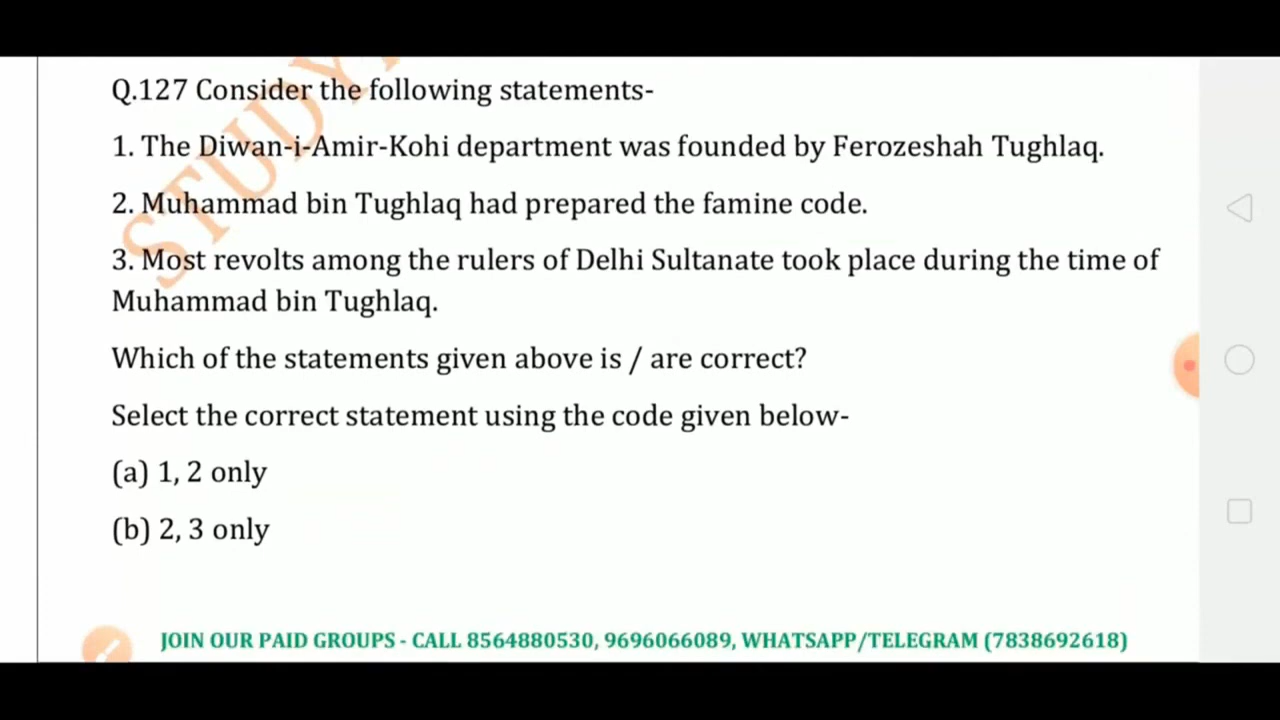 Q.127 Consider the following statements-
1. The Diwan-i-Amir-Kohi department was founded by Ferozeshah Tughlaq.
2. Muhammad bin Tughlaq had prepared the famine code.
3. Most revolts among the rulers of Delhi Sultanate took place during the time of
Muhammad bin Tughlaq.
Which of the statements given above is / are correct?
Select the correct statement using the code given below-
(a) 1, 2 only
(b) 2, 3 only
STUDY
JOIN OUR PAID GROUPS - CALL 8564880530, 9696066089, WHATSAPP/TELEGRAM (7838692618)